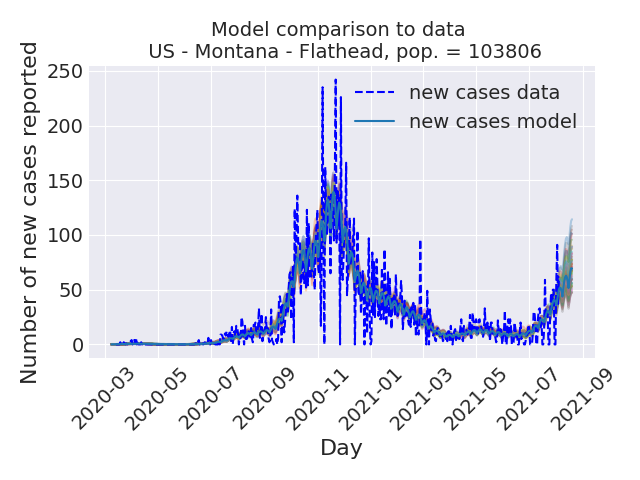 Model comparison to data
US - Montana - Flathead, pop. = 103806
Number of new cases reported
250
200
150
100
50
0
new cases data
new cases model
2020-03
2020-05
2020-07
2020-09
2020-11
2021-01
2021-03
2021-05
2021-07
2021-09
Day